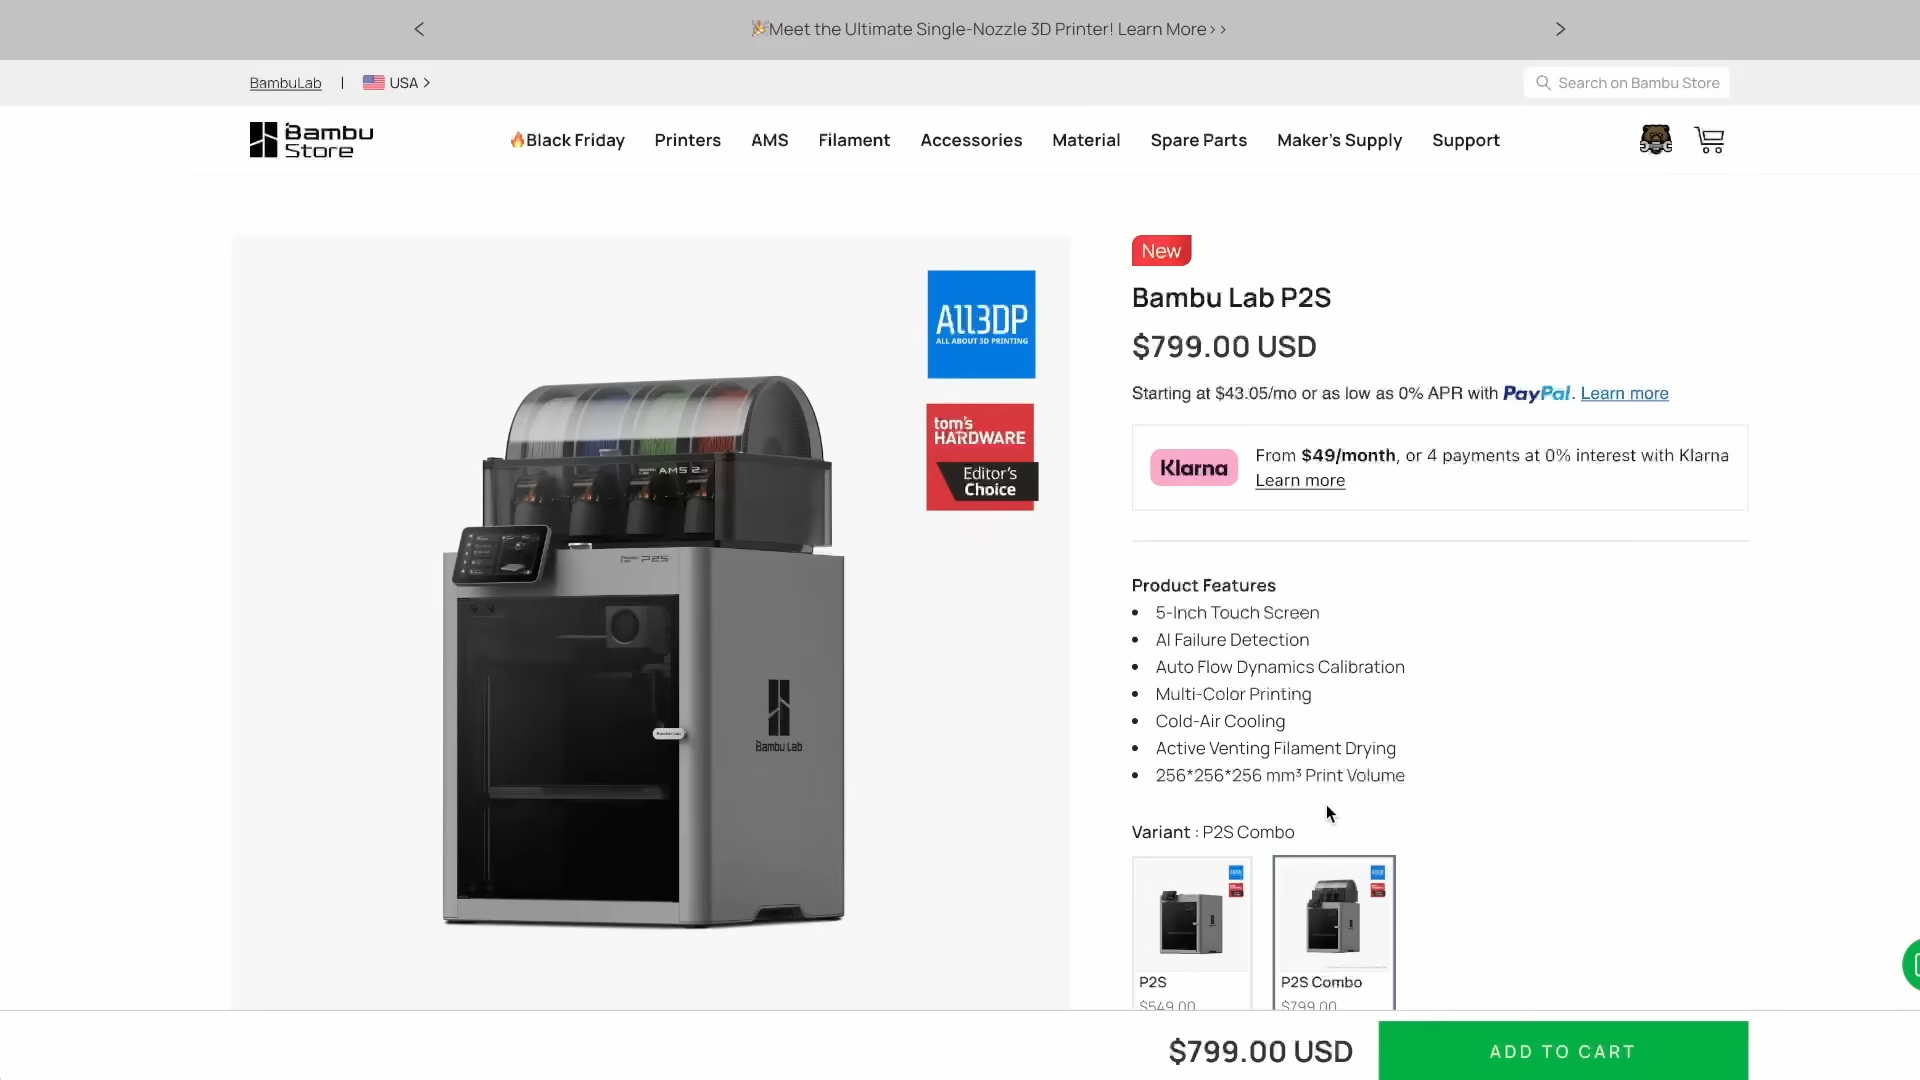 🎉Meet the Ultimate Single-Nozzle 3D Printer! Learn More>>
BambuLab | USA >
Search on Bambu Store
Bambu
Store
🔥Black Friday
Printers
AMS
Filament
Accessories
Material
Spare Parts
Maker's Supply
Support
All3DP
ALL ABOUT 3D PRINTING
tom's
HARDWARE
Editor's
Choice
AMS 2
P2S
Bambu Lab
New
Bambu Lab P2S
$799.00 USD
Starting at $43.05/mo or as low as 0% APR with PayPal. Learn more
Klarna
From $49/month, or 4 payments at 0% interest with Klarna
Learn more
Product Features
• 5-Inch Touch Screen
• AI Failure Detection
• Auto Flow Dynamics Calibration
• Multi-Color Printing
• Cold-Air Cooling
• Active Venting Filament Drying
• 256*256*256 mm³ Print Volume
Variant : P2S Combo
P2S
$549.00
P2S Combo
$799.00
$799.00 USD
ADD TO CART